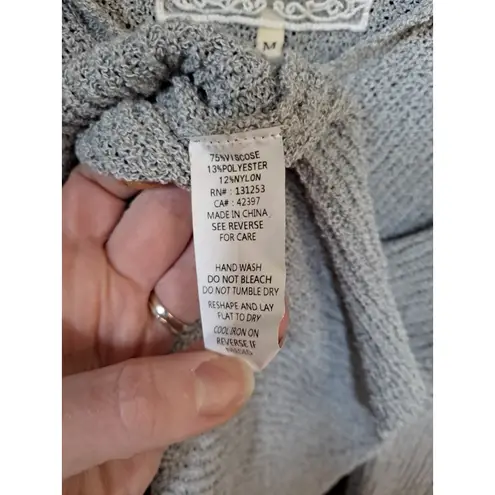 M
75%VISCOSE
13%POLYESTER
12%NYLON
RN# : 131253
CA# : 42397
MADE IN CHINA
SEE REVERSE
FOR CARE
HAND WASH
DO NOT BLEACH
DO NOT TUMBLE DRY
RESHAPE AND LAY
FLAT TO DRY
COOL IRON ON
REVERSE IF